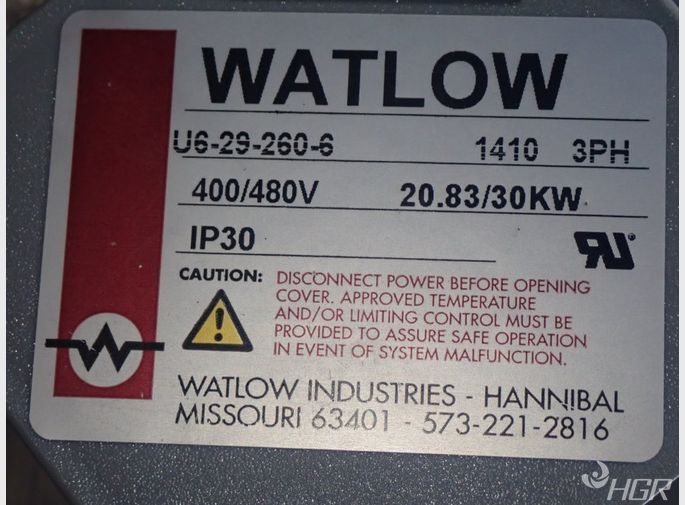 WATLOW
U6-29-260-6 1410 3PH
400/480V 20.83/30KW
IP30
CAUTION: DISCONNECT POWER BEFORE OPENING
COVER. APPROVED TEMPERATURE
AND/OR LIMITING CONTROL MUST BE
PROVIDED TO ASSURE SAFE OPERATION
IN EVENT OF SYSTEM MALFUNCTION.
WATLOW INDUSTRIES - HANNIBAL
MISSOURI 63401 - 573-221-2816
HGR